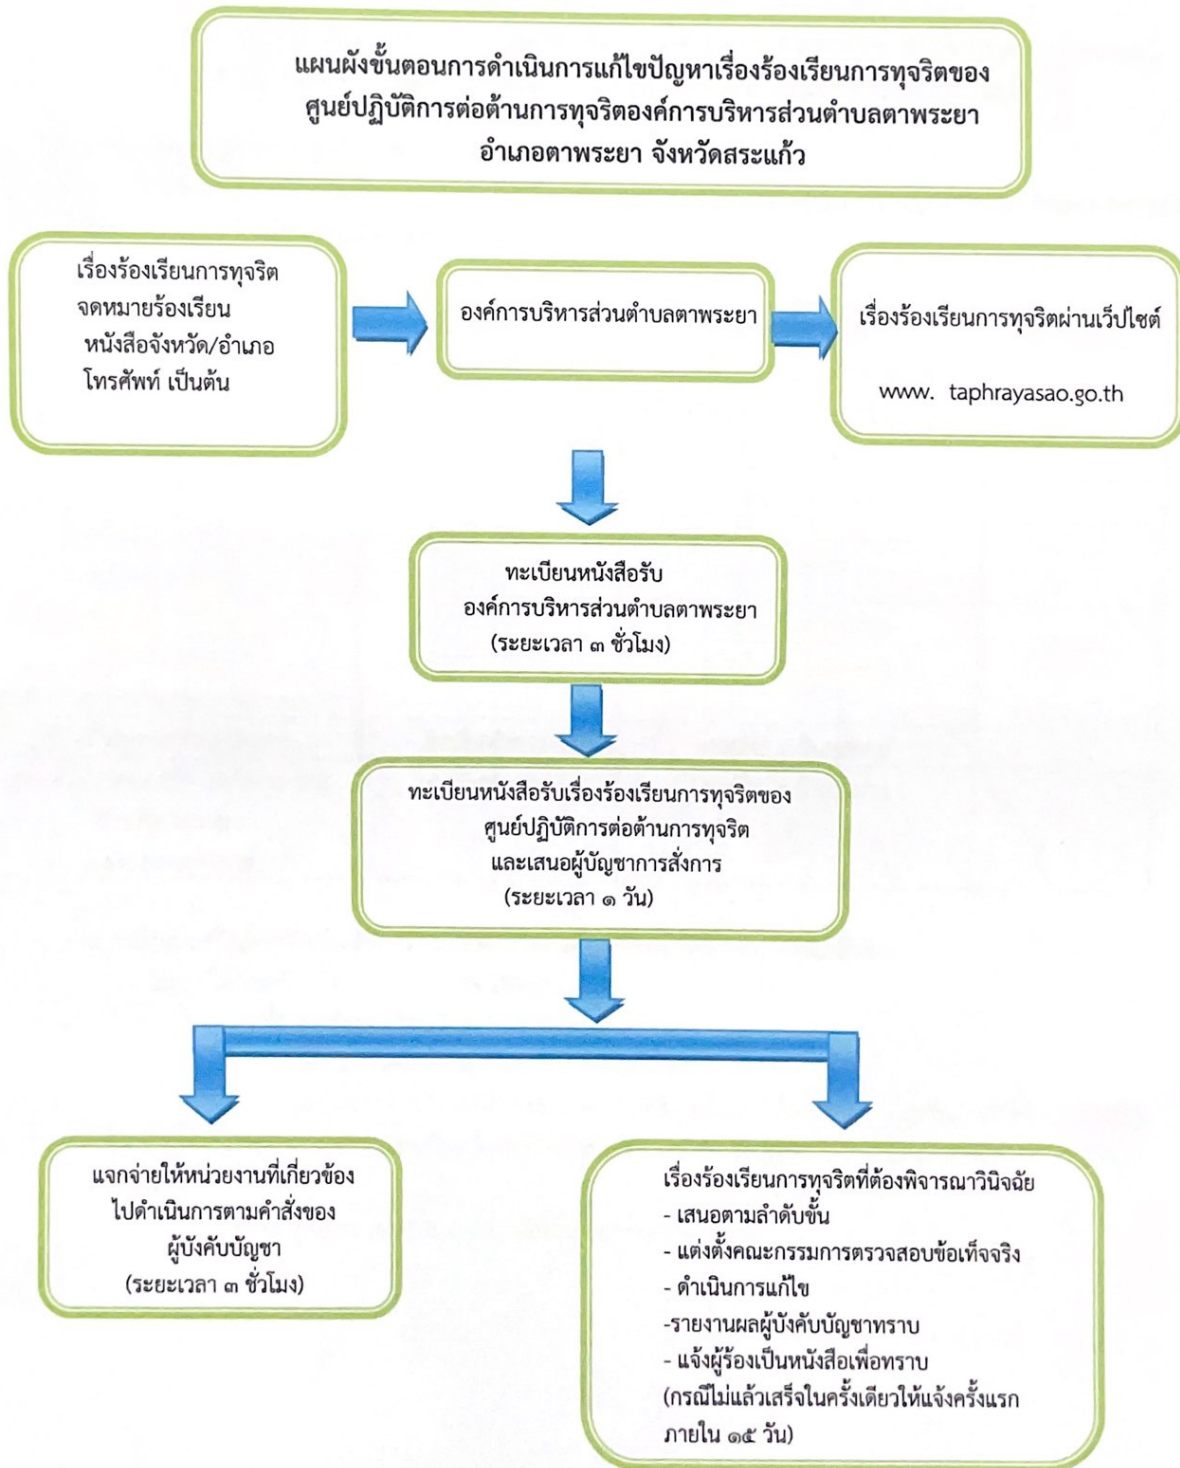 แผนผังขั้นตอนการดำเนินการแก้ไขปัญหาเรื่องร้องเรียนการทุจริตของ
ศูนย์ปฏิบัติการต่อต้านการทุจริตองค์การบริหารส่วนตำบลตาพระยา
อำเภอตาพระยา จังหวัดสระแก้ว
เรื่องร้องเรียนการทุจริต
จดหมายร้องเรียน
หนังสือจังหวัด/อำเภอ
โทรศัพท์ เป็นต้น
องค์การบริหารส่วนตำบลตาพระยา
เรื่องร้องเรียนการทุจริตผ่านเว็ปไซต์
www. taphrayasao.go.th
ทะเบียนหนังสือรับ
องค์การบริหารส่วนตำบลตาพระยา
(ระยะเวลา ๓ ชั่วโมง)
ทะเบียนหนังสือรับเรื่องร้องเรียนการทุจริตของ
ศูนย์ปฏิบัติการต่อต้านการทุจริต
และเสนอผู้บัญชาการสั่งการ
(ระยะเวลา ๑ วัน)
แจกจ่ายให้หน่วยงานที่เกี่ยวข้อง
ไปดำเนินการตามคำสั่งของ
ผู้บังคับบัญชา
(ระยะเวลา ๓ ชั่วโมง)
เรื่องร้องเรียนการทุจริตที่ต้องพิจารณาวินิจฉัย
- เสนอตามลำดับขั้น
- แต่งตั้งคณะกรรมการตรวจสอบข้อเท็จจริง
- ดำเนินการแก้ไข
-รายงานผลผู้บังคับบัญชาทราบ
- แจ้งผู้ร้องเป็นหนังสือเพื่อทราบ
(กรณีไม่แล้วเสร็จในครั้งเดียวให้แจ้งครั้งแรก
ภายใน ๑๕ วัน)